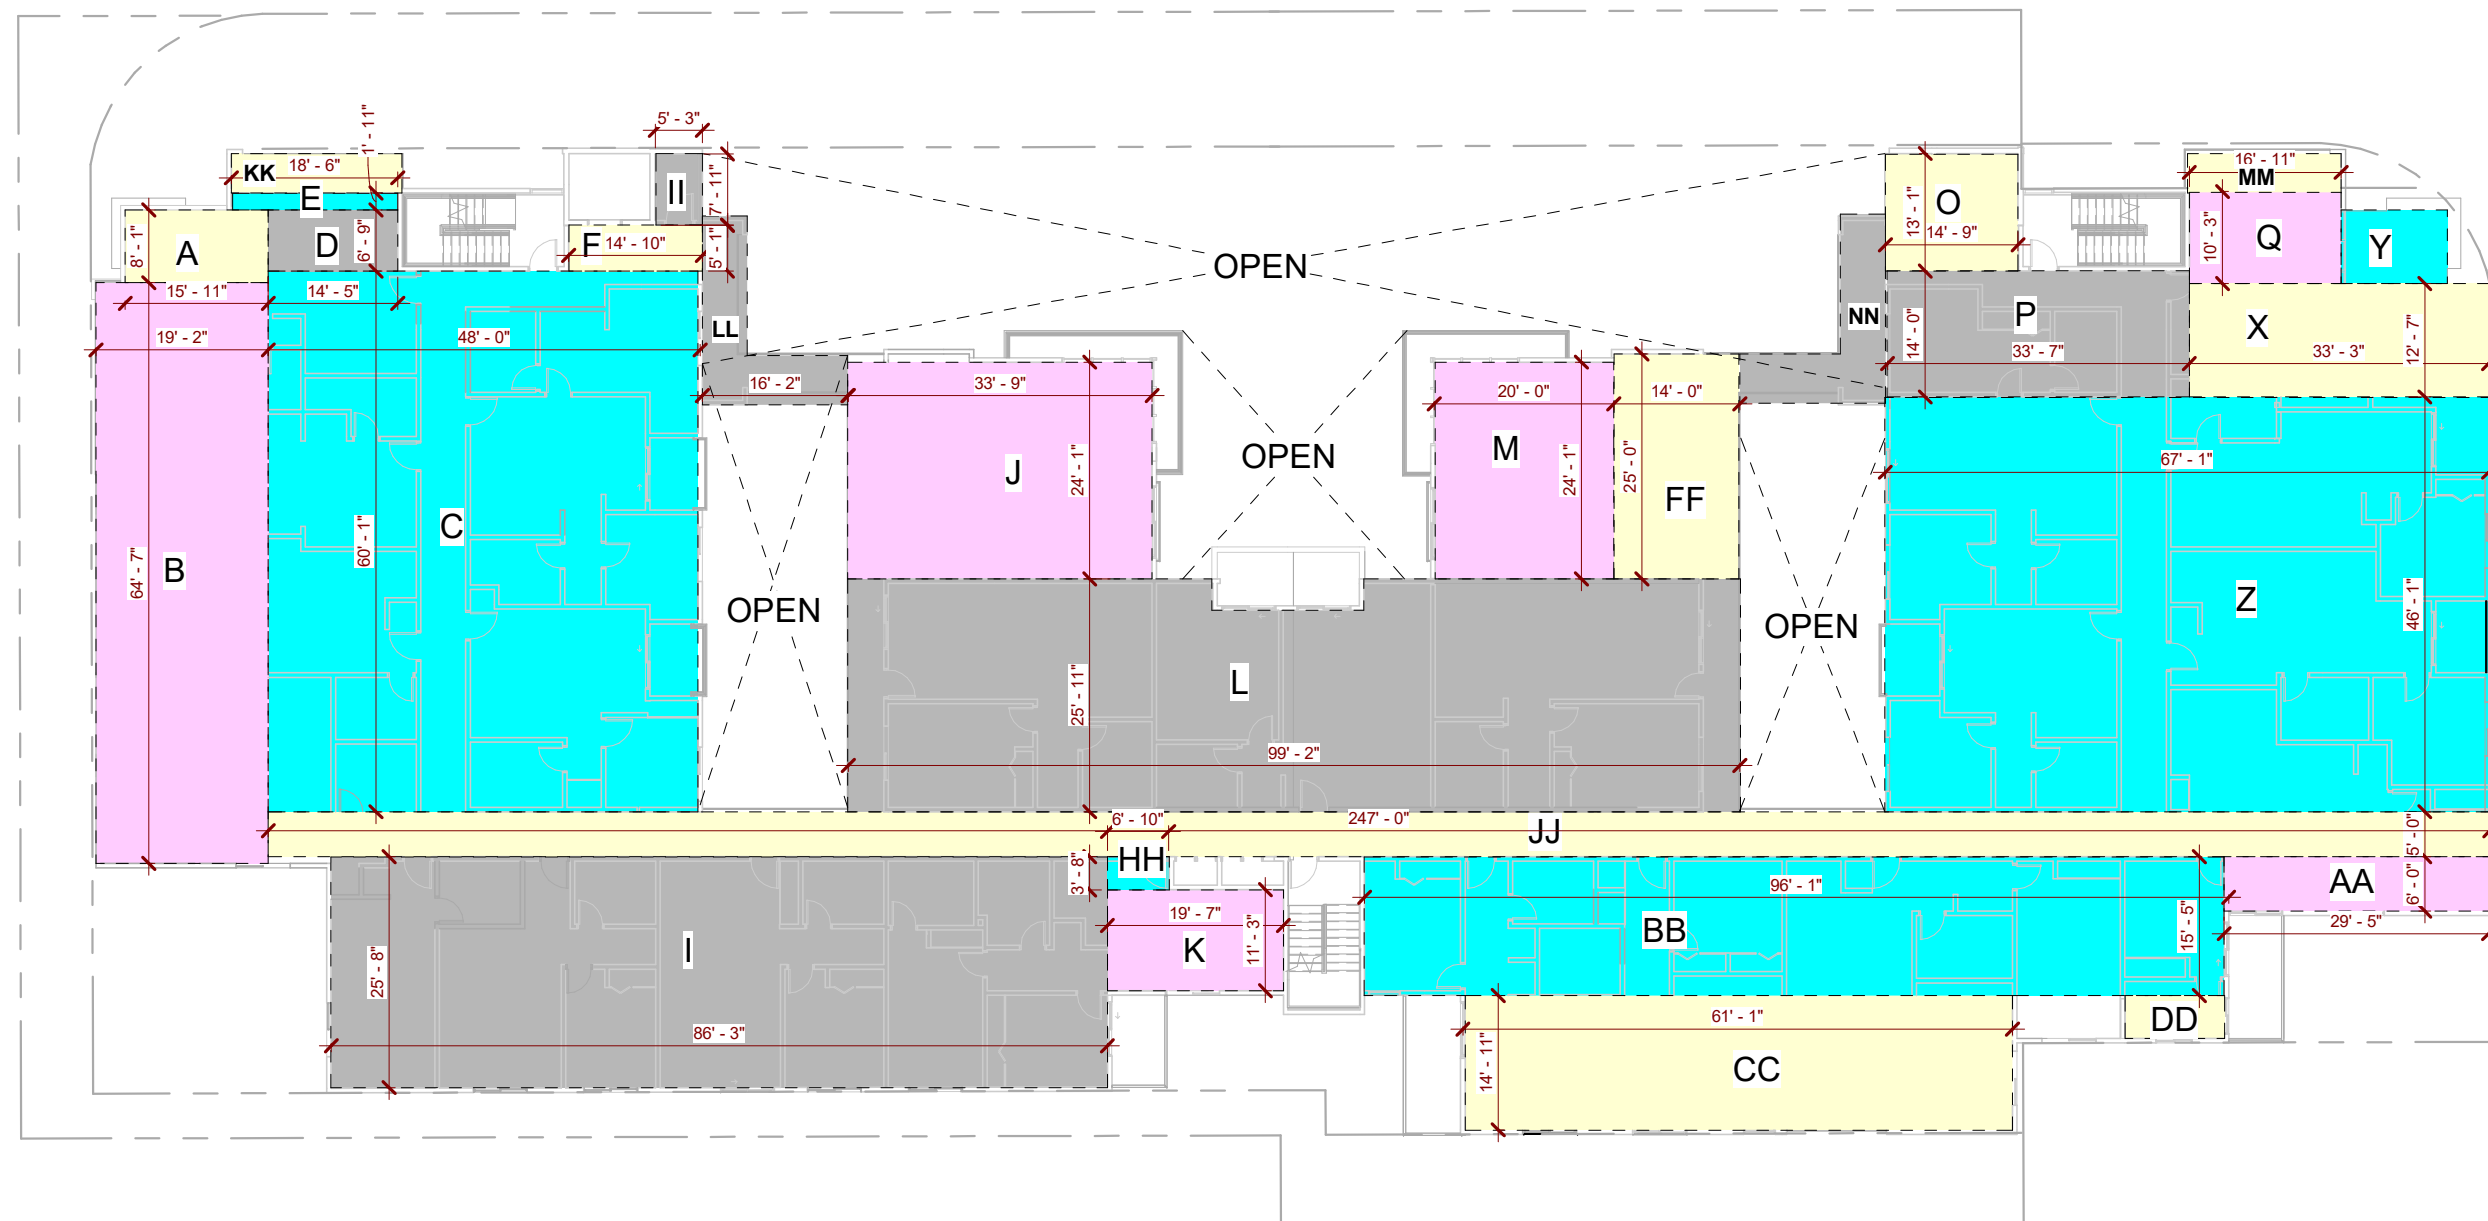 5' - 3"
1' - 11"
KK
18' - 6"
16' - 11"
MM
E
II
7' - 11"
O
13' - 1"
14' - 9"
A
8' - 1"
D
6' - 9"
F
14' - 10"
5' - 1"
OPEN
Q
10' - 3"
Y
15' - 11"
14' - 5"
LL
NN
P
14' - 0"
X
12' - 7"
19' - 2"
48' - 0"
33' - 7"
33' - 3"
16' - 2"
33' - 9"
20' - 0"
14' - 0"
OPEN
J
24' - 1"
M
24' - 1"
25' - 0"
FF
67' - 1"
B
64' - 7"
60' - 1"
C
OPEN
OPEN
Z
46' - 1"
L
25' - 11"
99' - 2"
6' - 10"
247' - 0"
JJ
5' - 0"
HH
3' - 8"
96' - 1"
AA
6' - 0"
29' - 5"
19' - 7"
11' - 3"
K
BB
15' - 5"
I
25' - 8"
86' - 3"
61' - 1"
14' - 11"
CC
DD